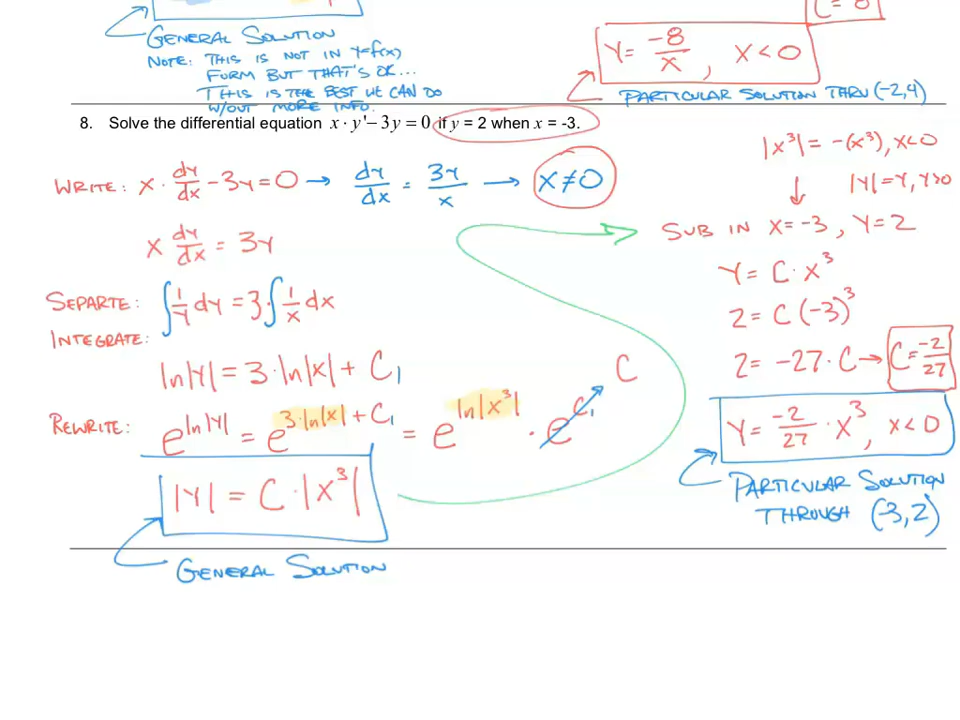 C = 8
GENERAL SOLUTION
NOTE: THIS IS NOT IN Y=f(x)
FORM BUT THAT'S OK...
THIS IS THE BEST WE CAN DO
W/OUT MORE INFO.
Y = -8/x , X<0
PARTICULAR SOLUTION THRU (-2,4)
8. Solve the differential equation x · y'− 3y = 0 if y = 2 when x = -3.
WRITE: X · dy/dx - 3Y = 0 → dy/dx = 3Y/x → X≠0
X dy/dx = 3Y
SEPARTE: ∫ 1/Y dy = 3·∫ 1/x dx
INTEGRATE:
ln|Y| = 3·ln|x| + C₁
REWRITE: e^(ln|Y|) = e^(3·ln|x| + C₁) = e^(ln|x³|) · e^(C₁) C
|Y| = C·|x³|
GENERAL SOLUTION
|x³| = -(x³), x<0
↓ |Y| = Y, Y>0
SUB IN X=-3, Y=2
Y = C · x³
2 = C (-3)³
2 = -27 · C → C = -2/27
Y = -2/27 · X³, X<0
PARTICULAR SOLUTION
THROUGH (-3,2)